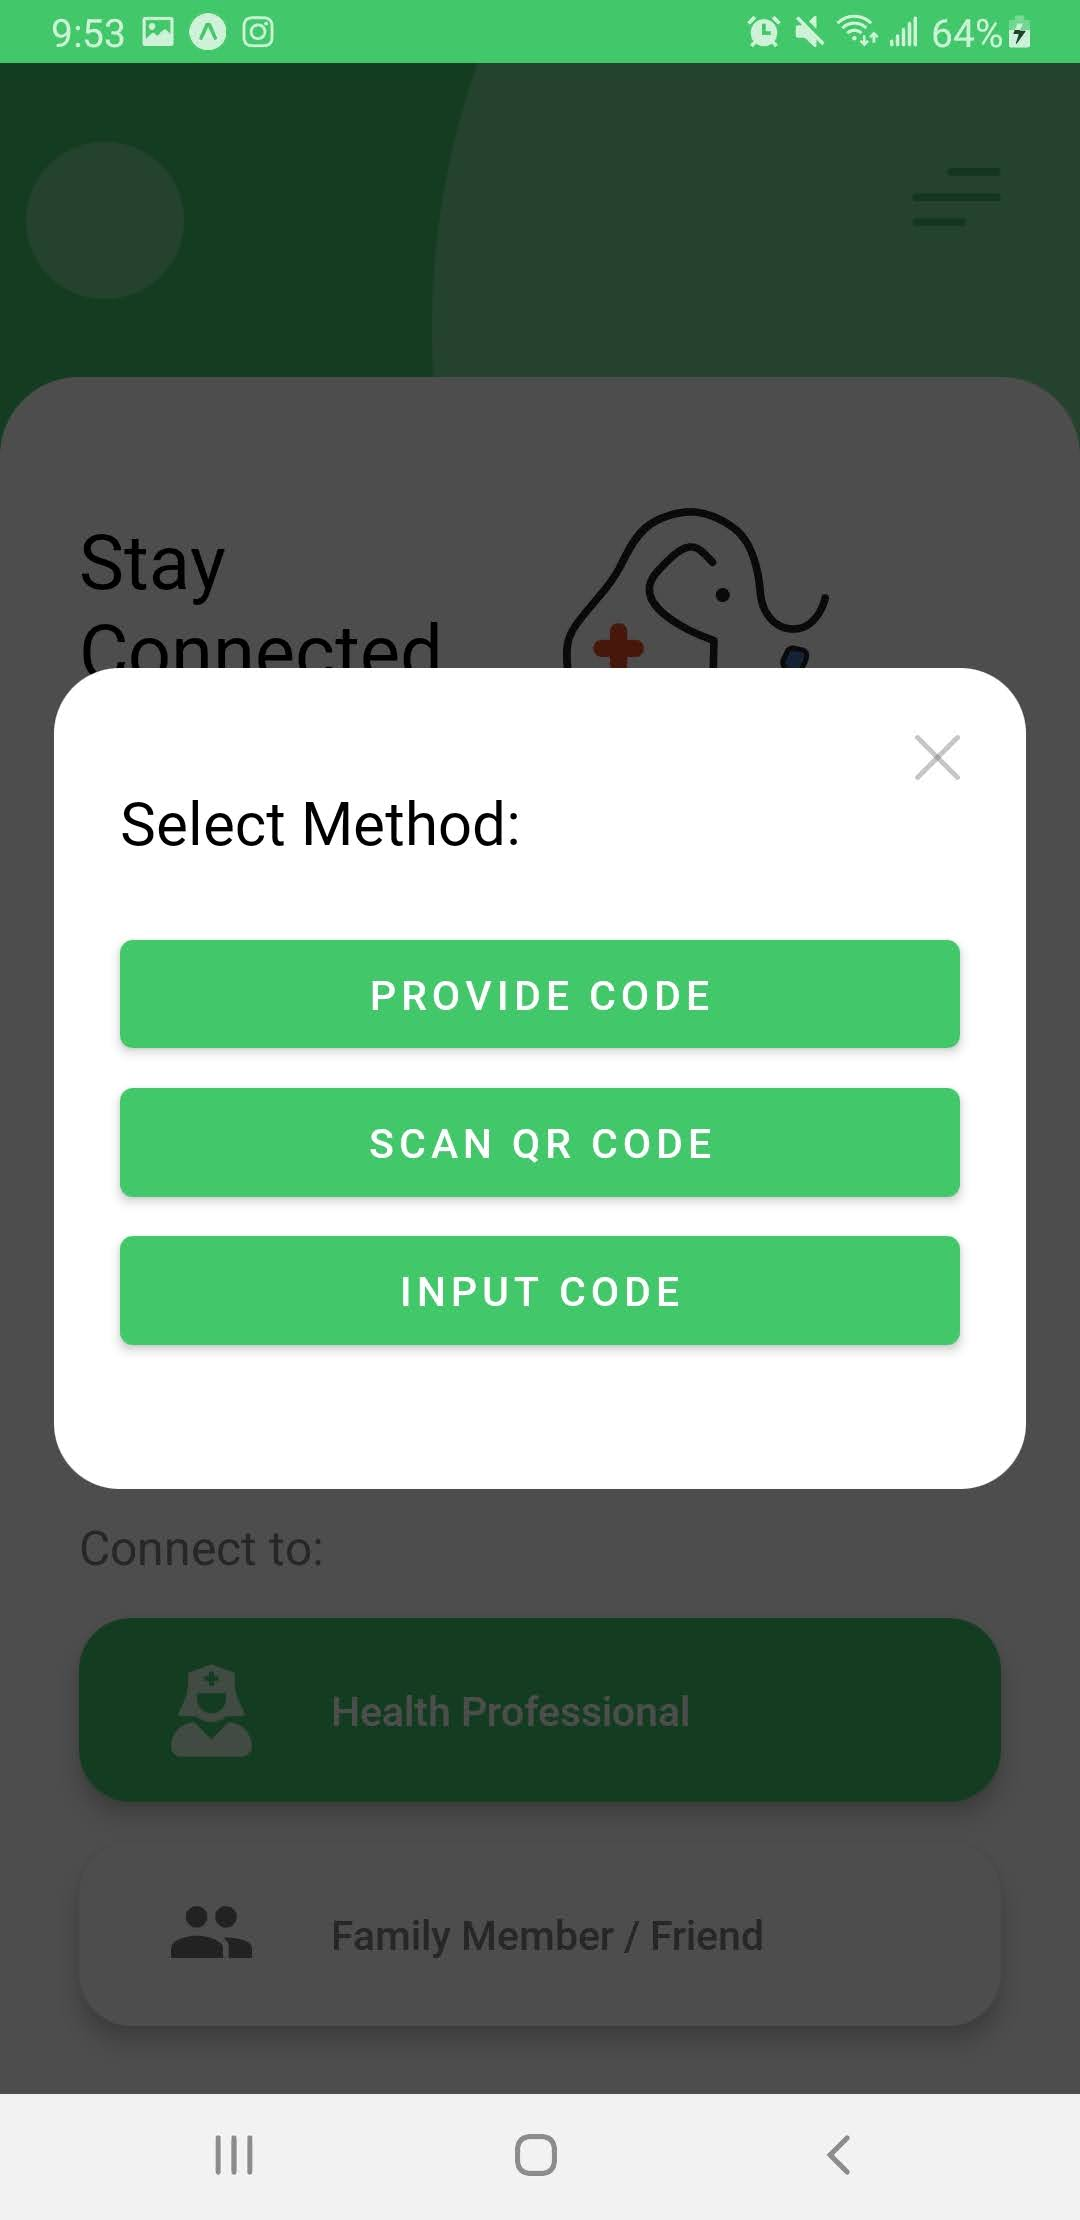 9:53
64%
Stay
Connected
Select Method:
PROVIDE CODE
SCAN QR CODE
INPUT CODE
Connect to:
Health Professional
Family Member / Friend